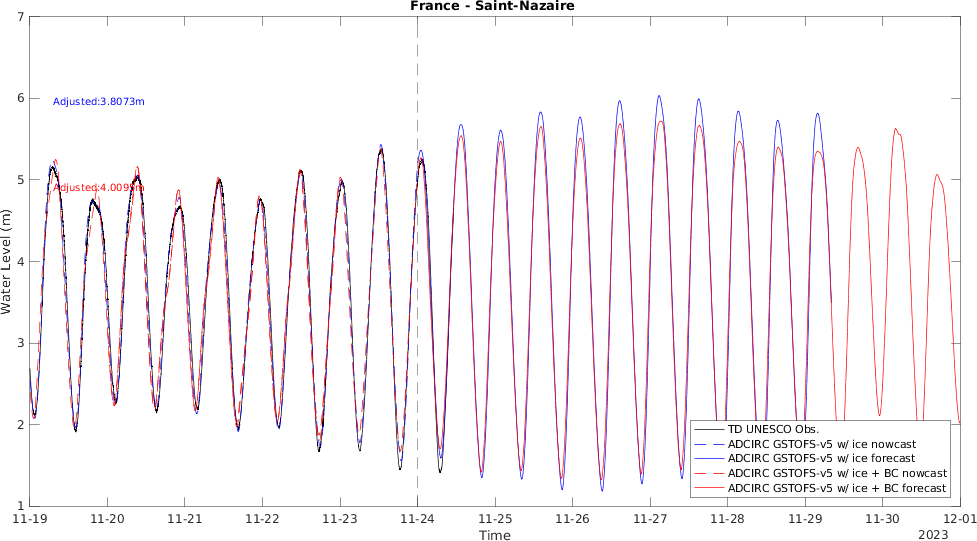 France - Saint-Nazaire
7
6
5
4
3
2
1
Water Level (m)
Adjusted:3.8073m
Adjusted:4.0095m
TD UNESCO Obs.
ADCIRC GSTOFS-v5 w/ ice nowcast
ADCIRC GSTOFS-v5 w/ ice forecast
ADCIRC GSTOFS-v5 w/ ice + BC nowcast
ADCIRC GSTOFS-v5 w/ ice + BC forecast
11-19 11-20 11-21 11-22 11-23 11-24 11-25 11-26 11-27 11-28 11-29 11-30 12-01
Time
2023